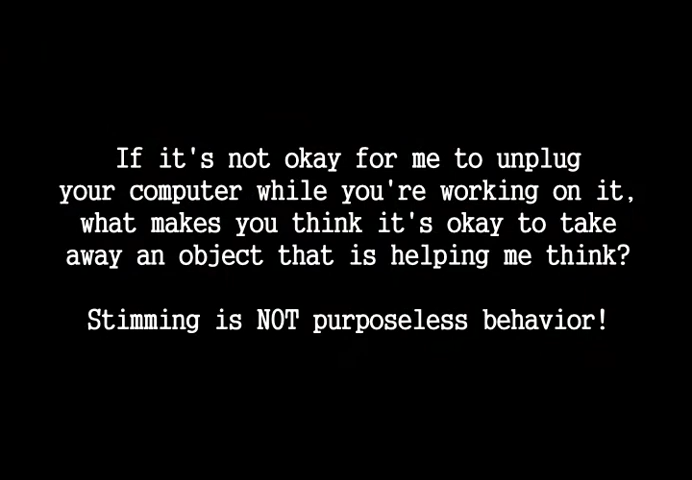 If it's not okay for me to unplug
your computer while you're working on it,
what makes you think it's okay to take
away an object that is helping me think?
Stimming is NOT purposeless behavior!